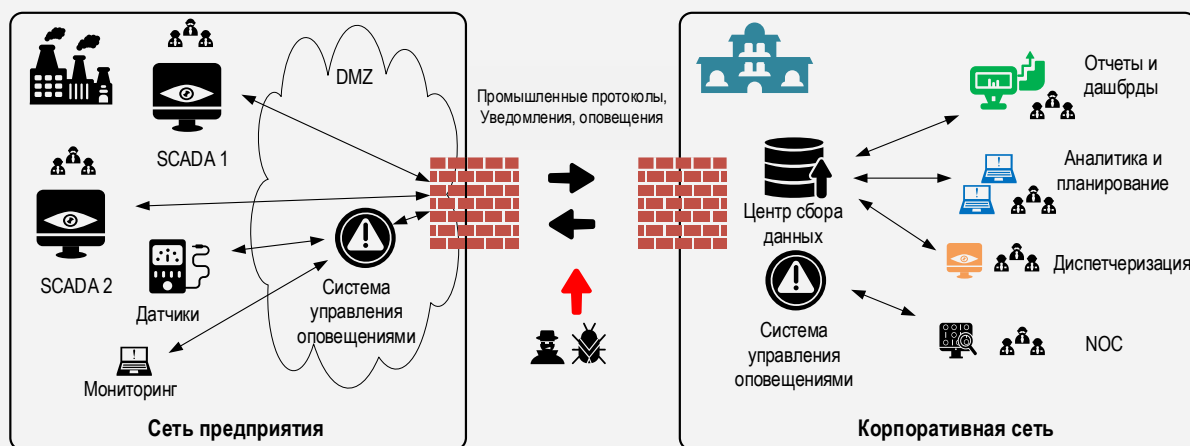 DMZ
SCADA 1
SCADA 2
Датчики
Мониторинг
Система
управления
оповещениями
Сеть предприятия
Промышленные протоколы,
Уведомления, оповещения
Центр сбора
данных
Система
управления
оповещениями
Отчеты и
дашбрды
Аналитика и
планирование
Диспетчеризация
NOC
Корпоративная сеть